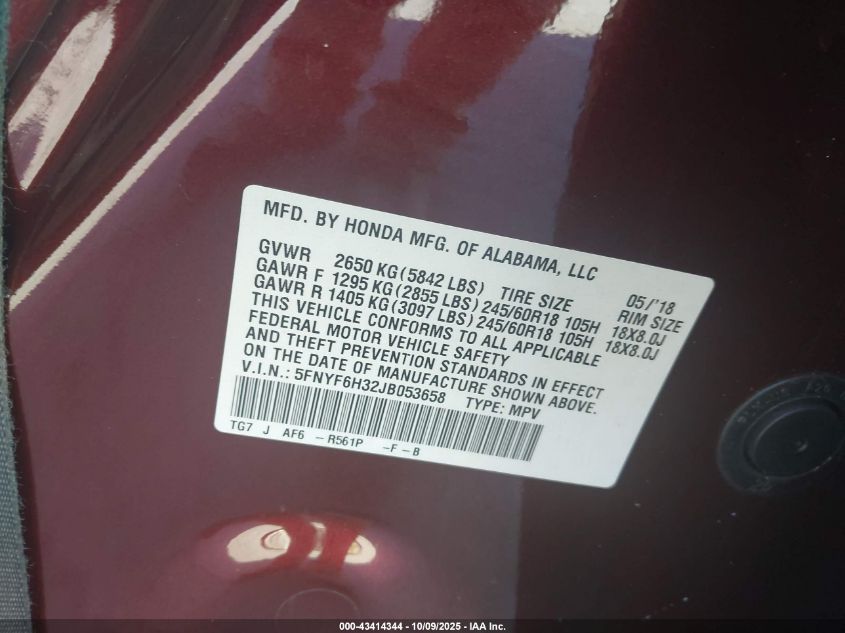 MFD. BY HONDA MFG. OF ALABAMA, LLC
GVWR 2650 KG(5842 LBS) TIRE SIZE 05/'18
GAWR F 1295 KG(2855 LBS) 245/60R18 105H RIM SIZE 18X8.0J
GAWR R 1405 KG(3097 LBS) 245/60R18 105H 18X8.0J
THIS VEHICLE CONFORMS TO ALL APPLICABLE
FEDERAL MOTOR VEHICLE SAFETY
AND THEFT PREVENTION STANDARDS IN EFFECT
ON THE DATE OF MANUFACTURE SHOWN ABOVE.
V.I.N.: 5FNYF6H32JB053658 TYPE: MPV
TG7 J AF6 -R561P -F-B
000-43414344 | 10/09/2025 - IAA Inc.